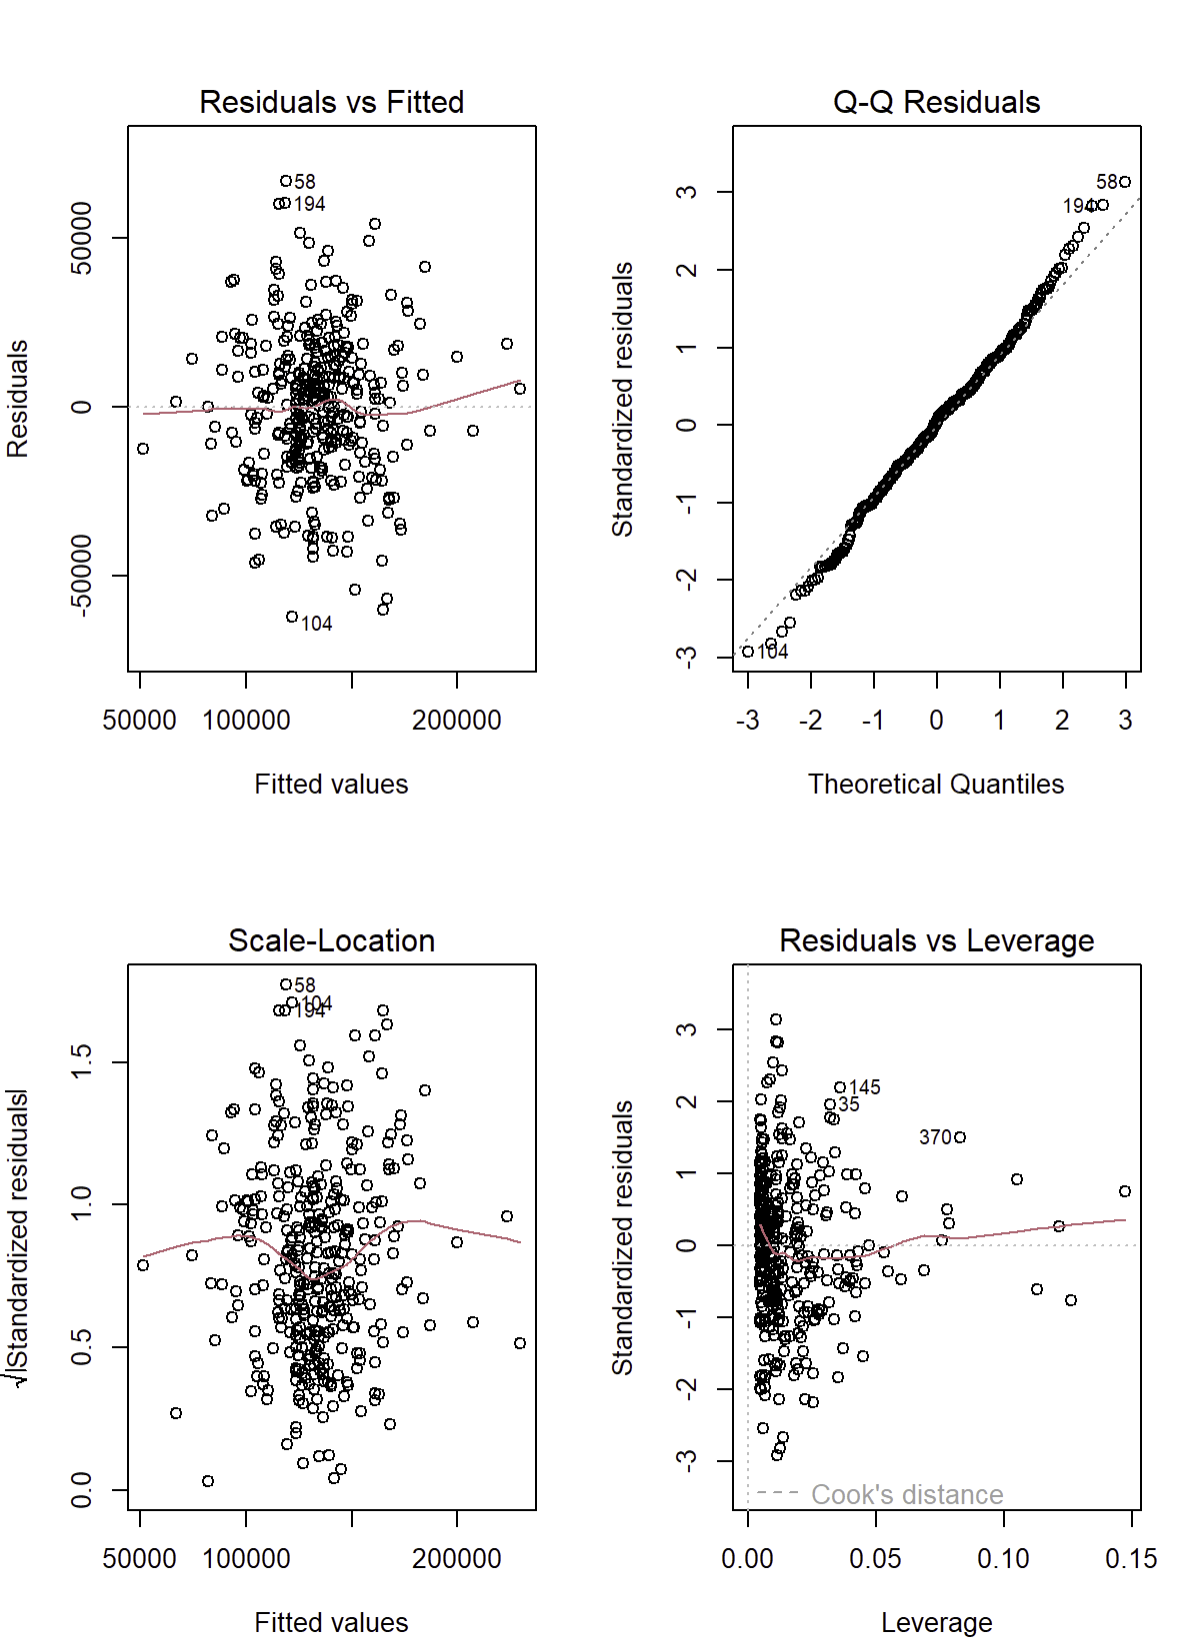 Residuals vs Fitted
Residuals
50000
0
-50000
58
194
104
50000 100000 200000
Fitted values
Q-Q Residuals
Standardized residuals
3
2
1
0
-1
-2
-3
58
194
104
-3 -2 -1 0 1 2 3
Theoretical Quantiles
Scale-Location
√|Standardized residuals|
1.5
1.0
0.5
0.0
58
104
194
50000 100000 200000
Fitted values
Residuals vs Leverage
Standardized residuals
3
2
1
0
-1
-2
-3
145
35
370
Cook's distance
0.00 0.05 0.10 0.15
Leverage